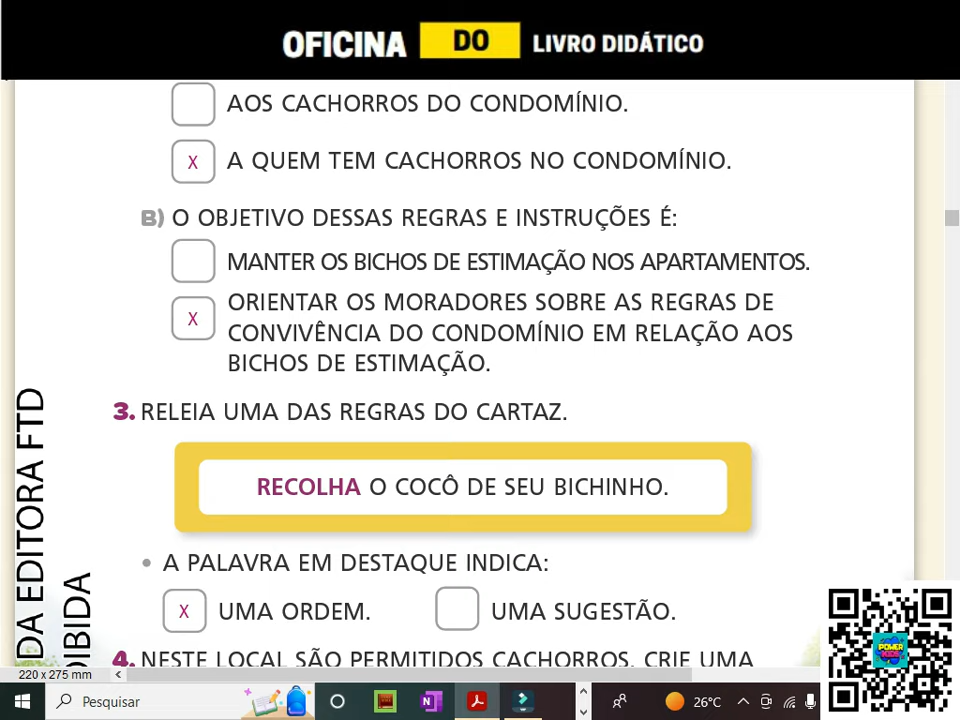 OFICINA DO LIVRO DIDÁTICO
AOS CACHORROS DO CONDOMÍNIO.
X A QUEM TEM CACHORROS NO CONDOMÍNIO.
B) O OBJETIVO DESSAS REGRAS E INSTRUÇÕES É:
MANTER OS BICHOS DE ESTIMAÇÃO NOS APARTAMENTOS.
X ORIENTAR OS MORADORES SOBRE AS REGRAS DE
CONVIVÊNCIA DO CONDOMÍNIO EM RELAÇÃO AOS
BICHOS DE ESTIMAÇÃO.
3. RELEIA UMA DAS REGRAS DO CARTAZ.
RECOLHA O COCÔ DE SEU BICHINHO.
• A PALAVRA EM DESTAQUE INDICA:
X UMA ORDEM. UMA SUGESTÃO.
4. NESTE LOCAL SÃO PERMITIDOS CACHORROS. CRIE UMA
DA EDITORA FTD
IBIDA
220 x 275 mm
Pesquisar
26°C
POWER KIDS